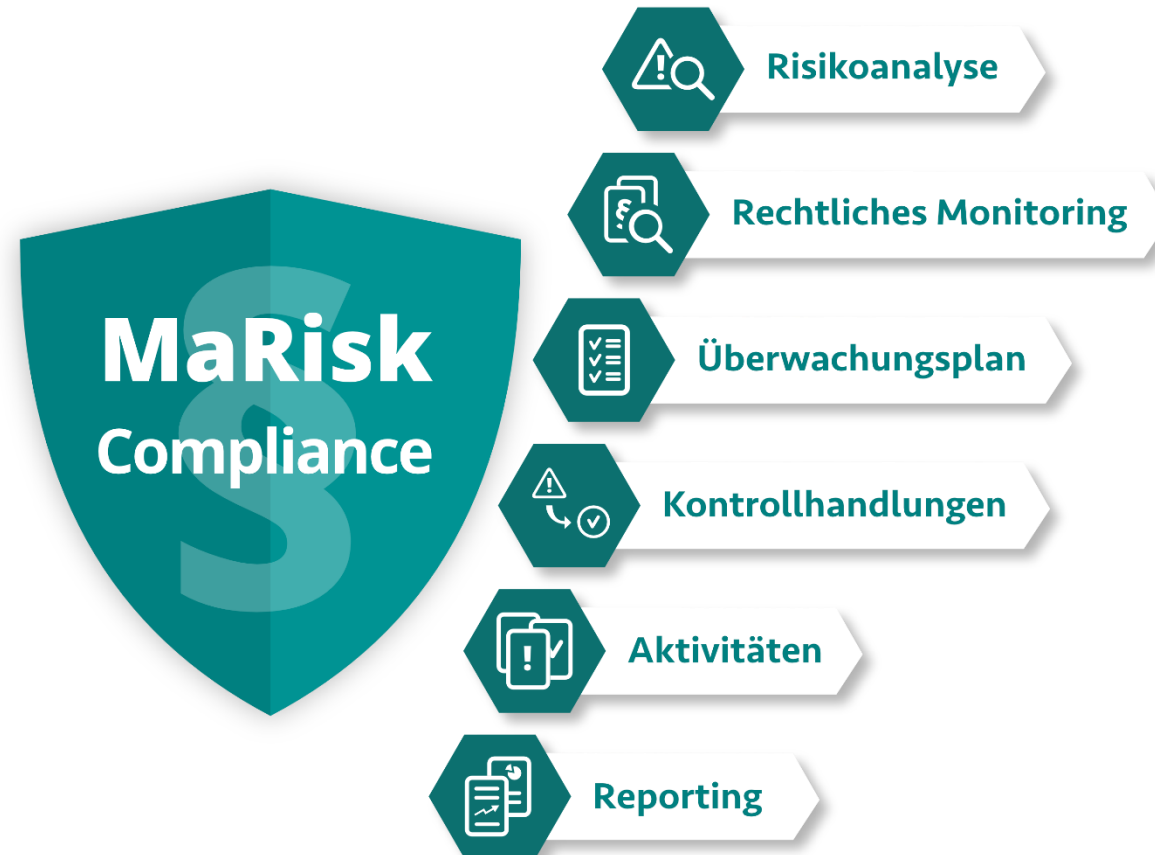 MaRisk
Compliance
Risikoanalyse
Rechtliches Monitoring
Überwachungsplan
Kontrollhandlungen
Aktivitäten
Reporting